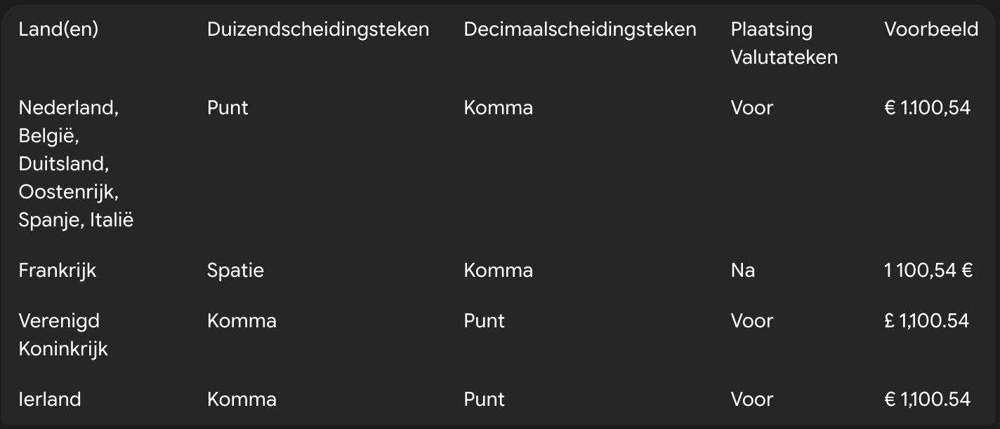 Land(en) Duizendscheidingsteken Decimaalscheidingsteken Plaatsing Valutateken Voorbeeld
Nederland, België, Duitsland, Oostenrijk, Spanje, Italië Punt Komma Voor € 1.100,54
Frankrijk Spatie Komma Na 1 100,54 €
Verenigd Koninkrijk Komma Punt Voor £ 1,100.54
Ierland Komma Punt Voor € 1,100.54